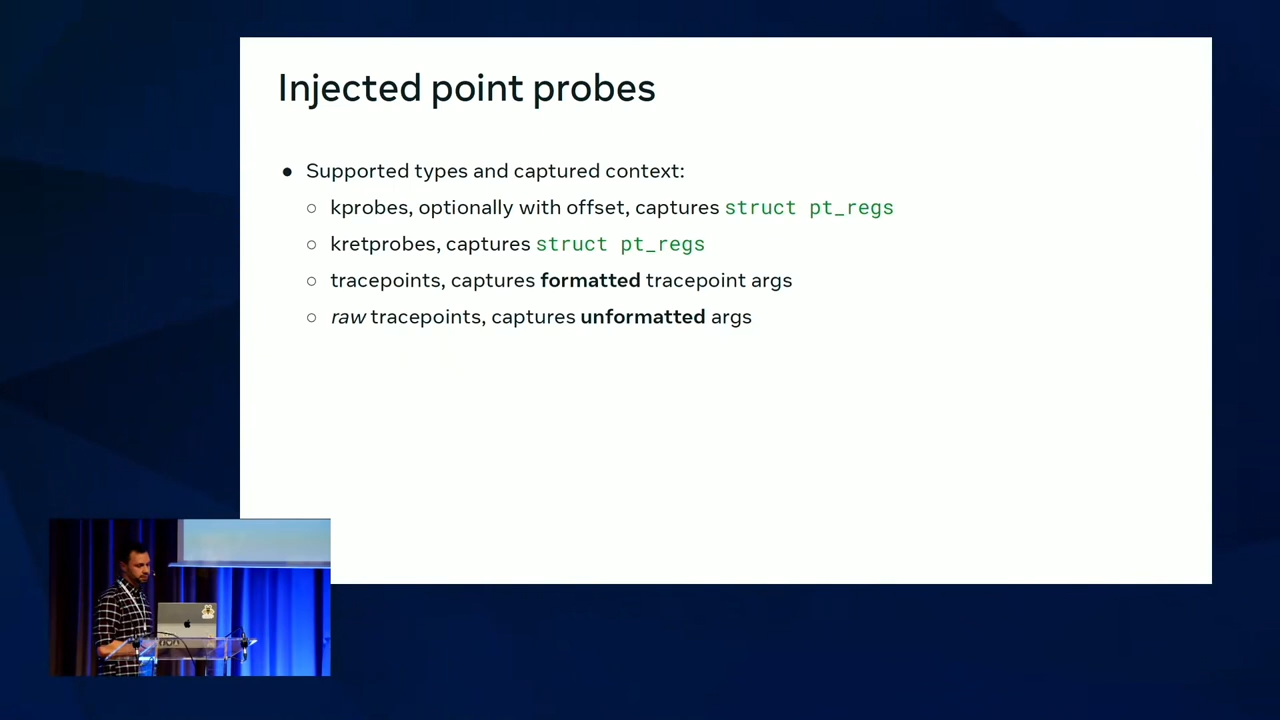 Injected point probes
● Supported types and captured context:
○ kprobes, optionally with offset, captures struct pt_regs
○ kretprobes, captures struct pt_regs
○ tracepoints, captures formatted tracepoint args
○ raw tracepoints, captures unformatted args